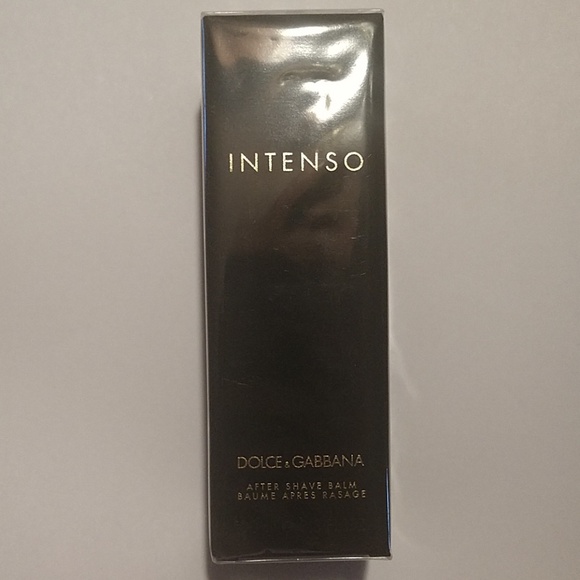 INTENSO
DOLCE & GABBANA
AFTER SHAVE BALM
BAUME APRES RASAGE